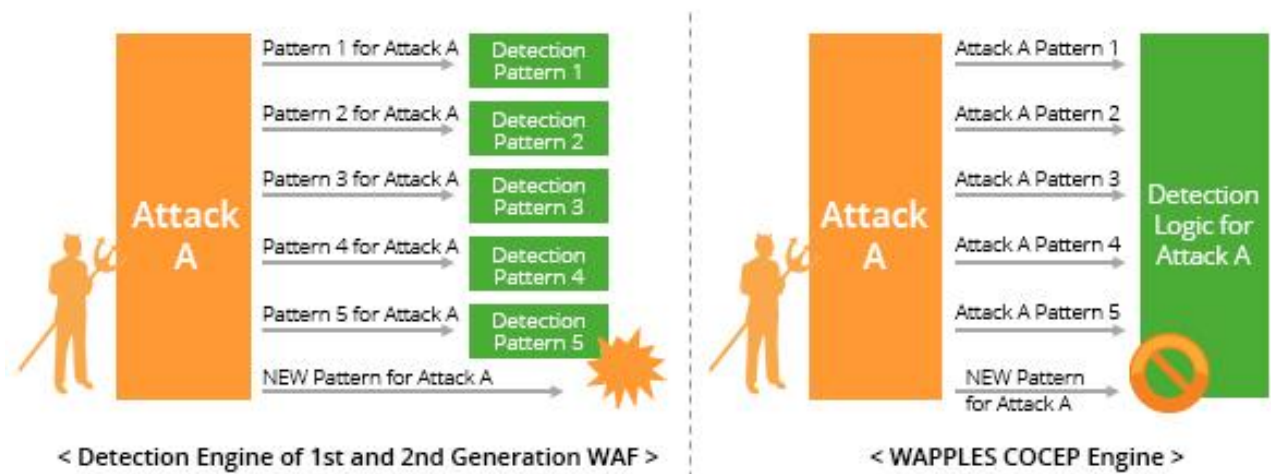 Pattern 1 for Attack A
Detection
Pattern 1
Pattern 2 for Attack A
Detection
Pattern 2
Pattern 3 for Attack A
Detection
Pattern 3
Attack
A
Pattern 4 for Attack A
Detection
Pattern 4
Pattern 5 for Attack A
Detection
Pattern 5
NEW Pattern for Attack A
< Detection Engine of 1st and 2nd Generation WAF >
Attack A Pattern 1
Attack A Pattern 2
Attack A Pattern 3
Attack
A
Detection
Logic for
Attack A
Attack A Pattern 4
Attack A Pattern 5
NEW Pattern
for Attack A
< WAPPLES COCEP Engine >